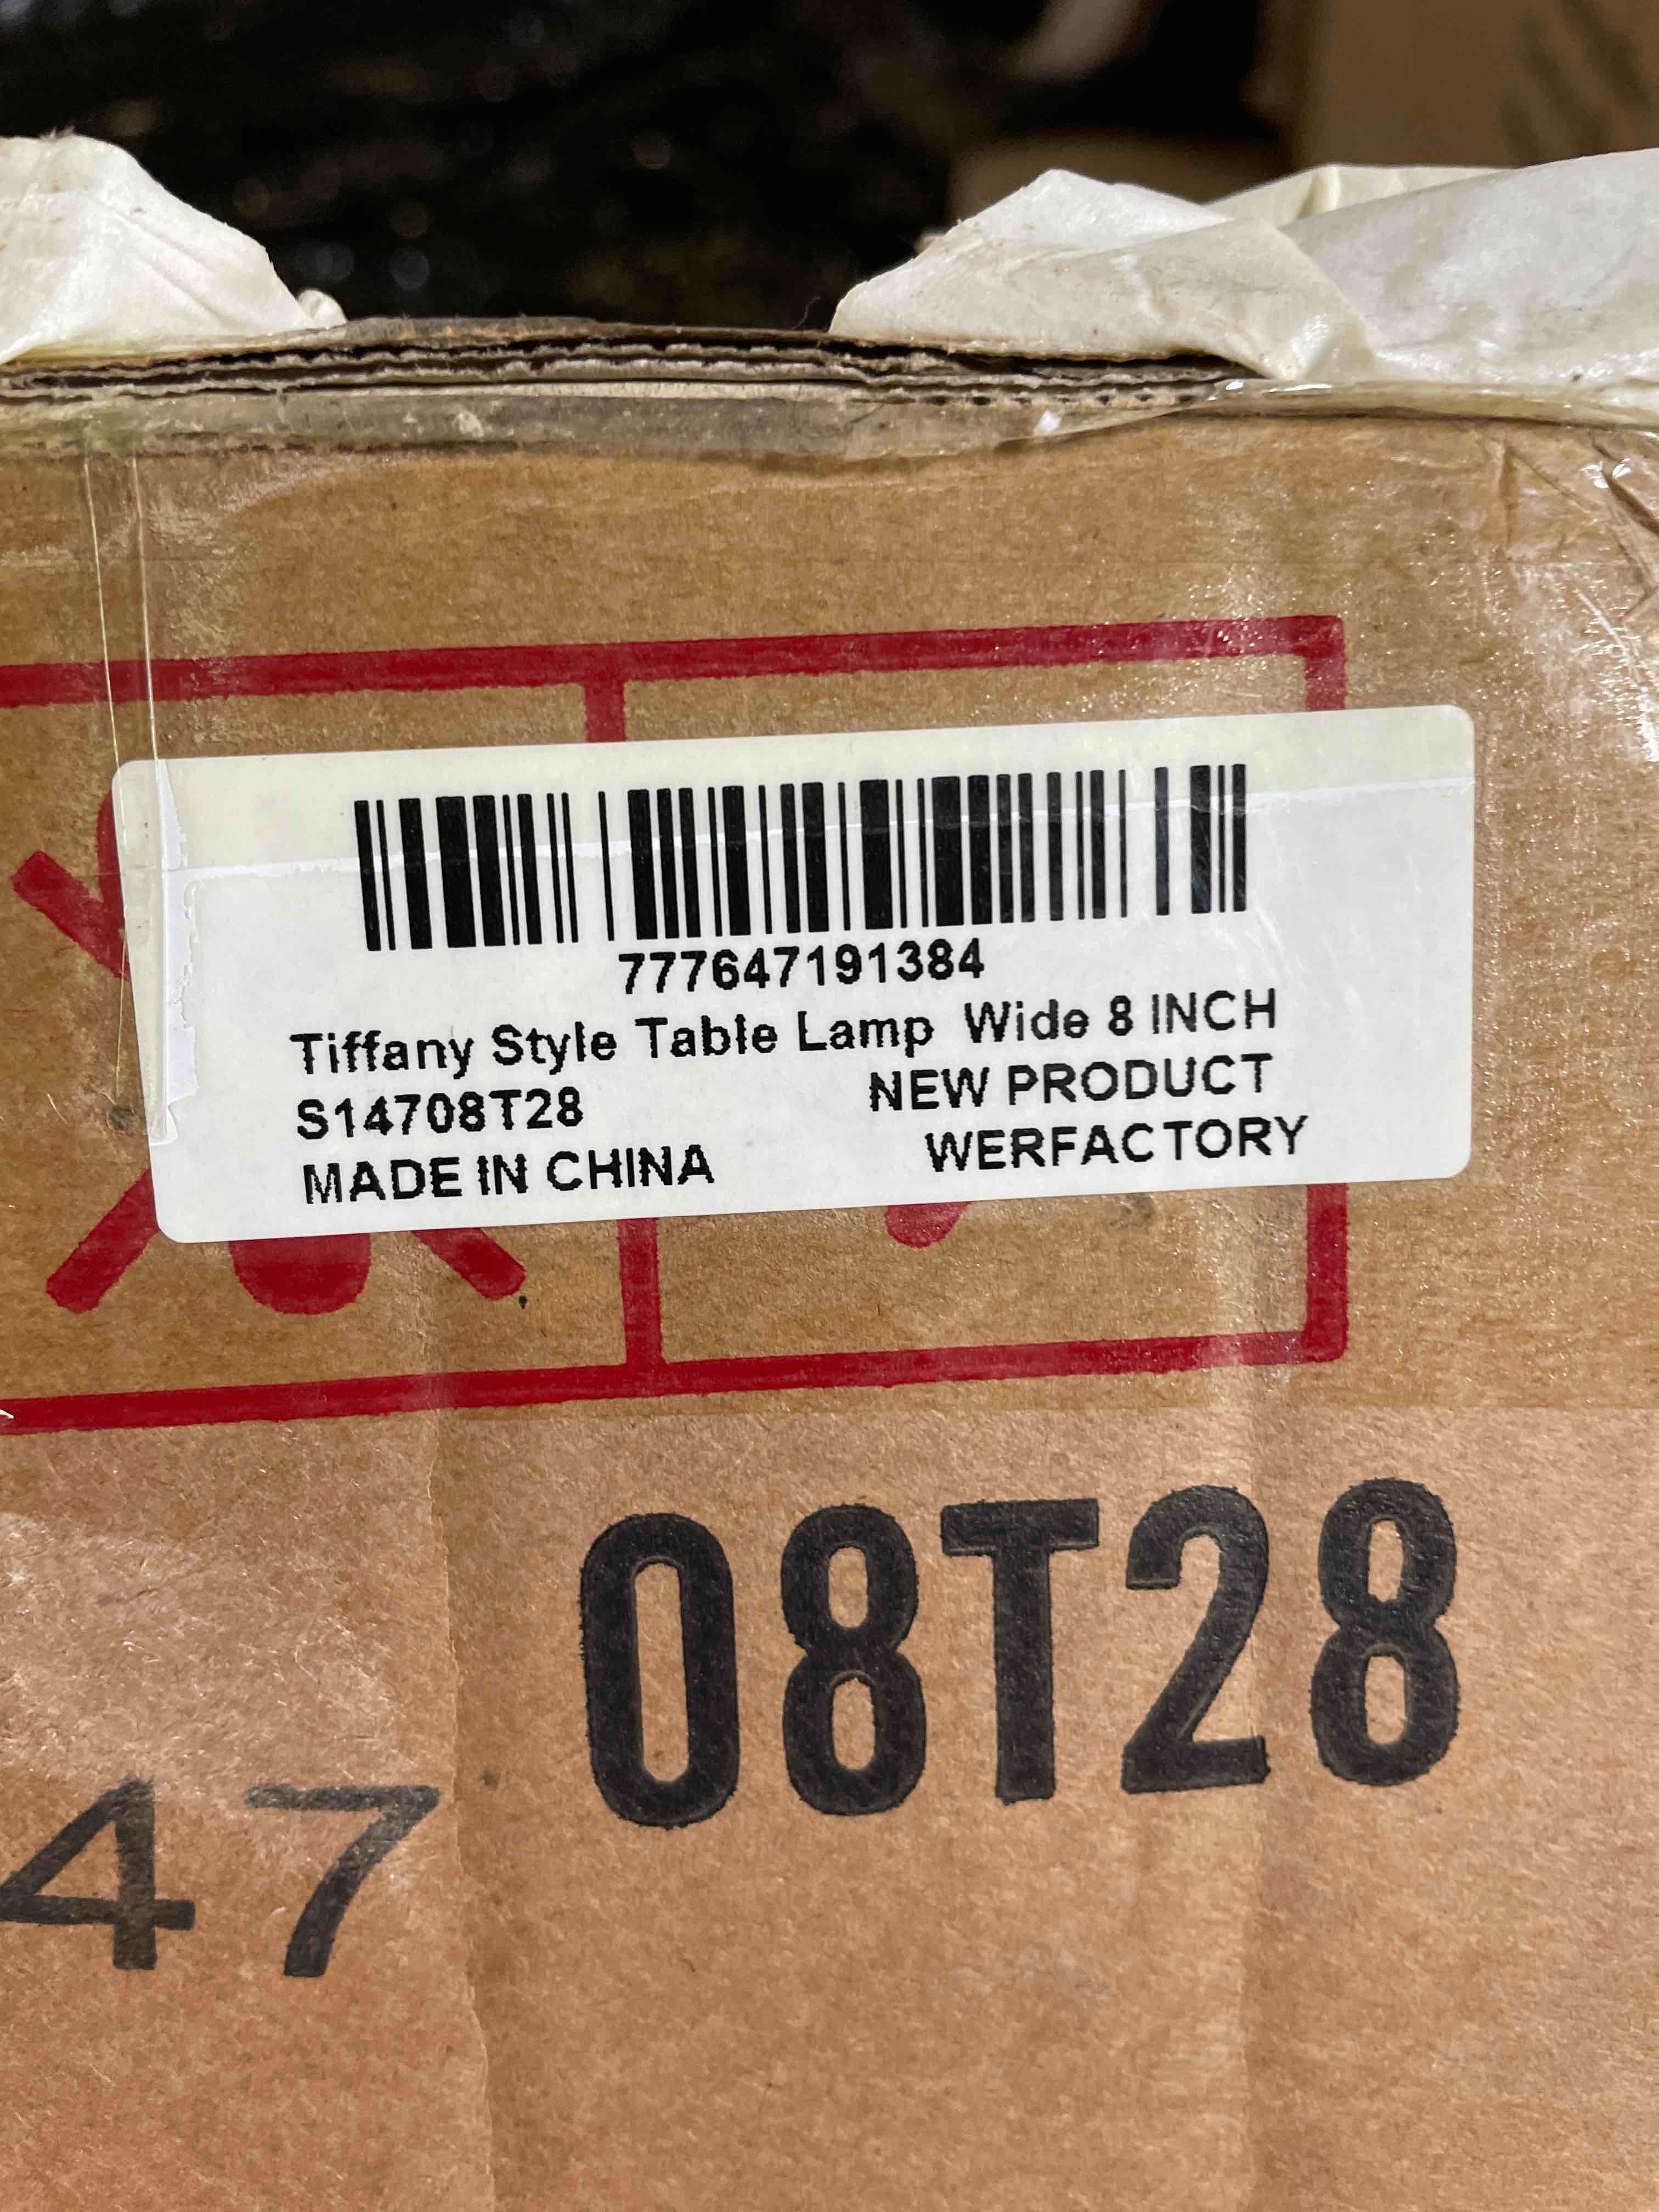 777647191384
Tiffany Style Table Lamp Wide 8 INCH
S14708T28 NEW PRODUCT
MADE IN CHINA WERFACTORY
08T28
47